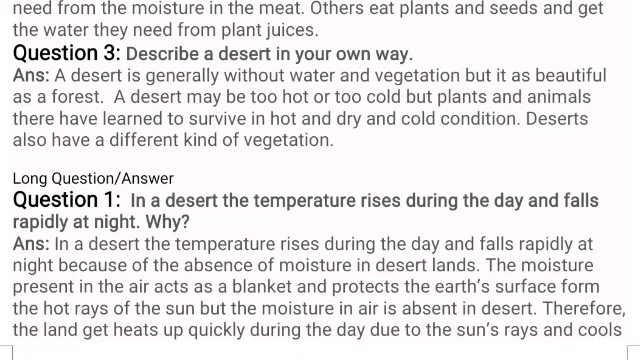 need from the moisture in the meat. Others eat plants and seeds and get
the water they need from plant juices.
Question 3: Describe a desert in your own way.
Ans: A desert is generally without water and vegetation but it as beautiful
as a forest. A desert may be too hot or too cold but plants and animals
there have learned to survive in hot and dry and cold condition. Deserts
also have a different kind of vegetation.
Long Question/Answer
Question 1: In a desert the temperature rises during the day and falls
rapidly at night. Why?
Ans: In a desert the temperature rises during the day and falls rapidly at
night because of the absence of moisture in desert lands. The moisture
present in the air acts as a blanket and protects the earth’s surface form
the hot rays of the sun but the moisture in air is absent in desert. Therefore,
the land get heats up quickly during the day due to the sun’s rays and cools